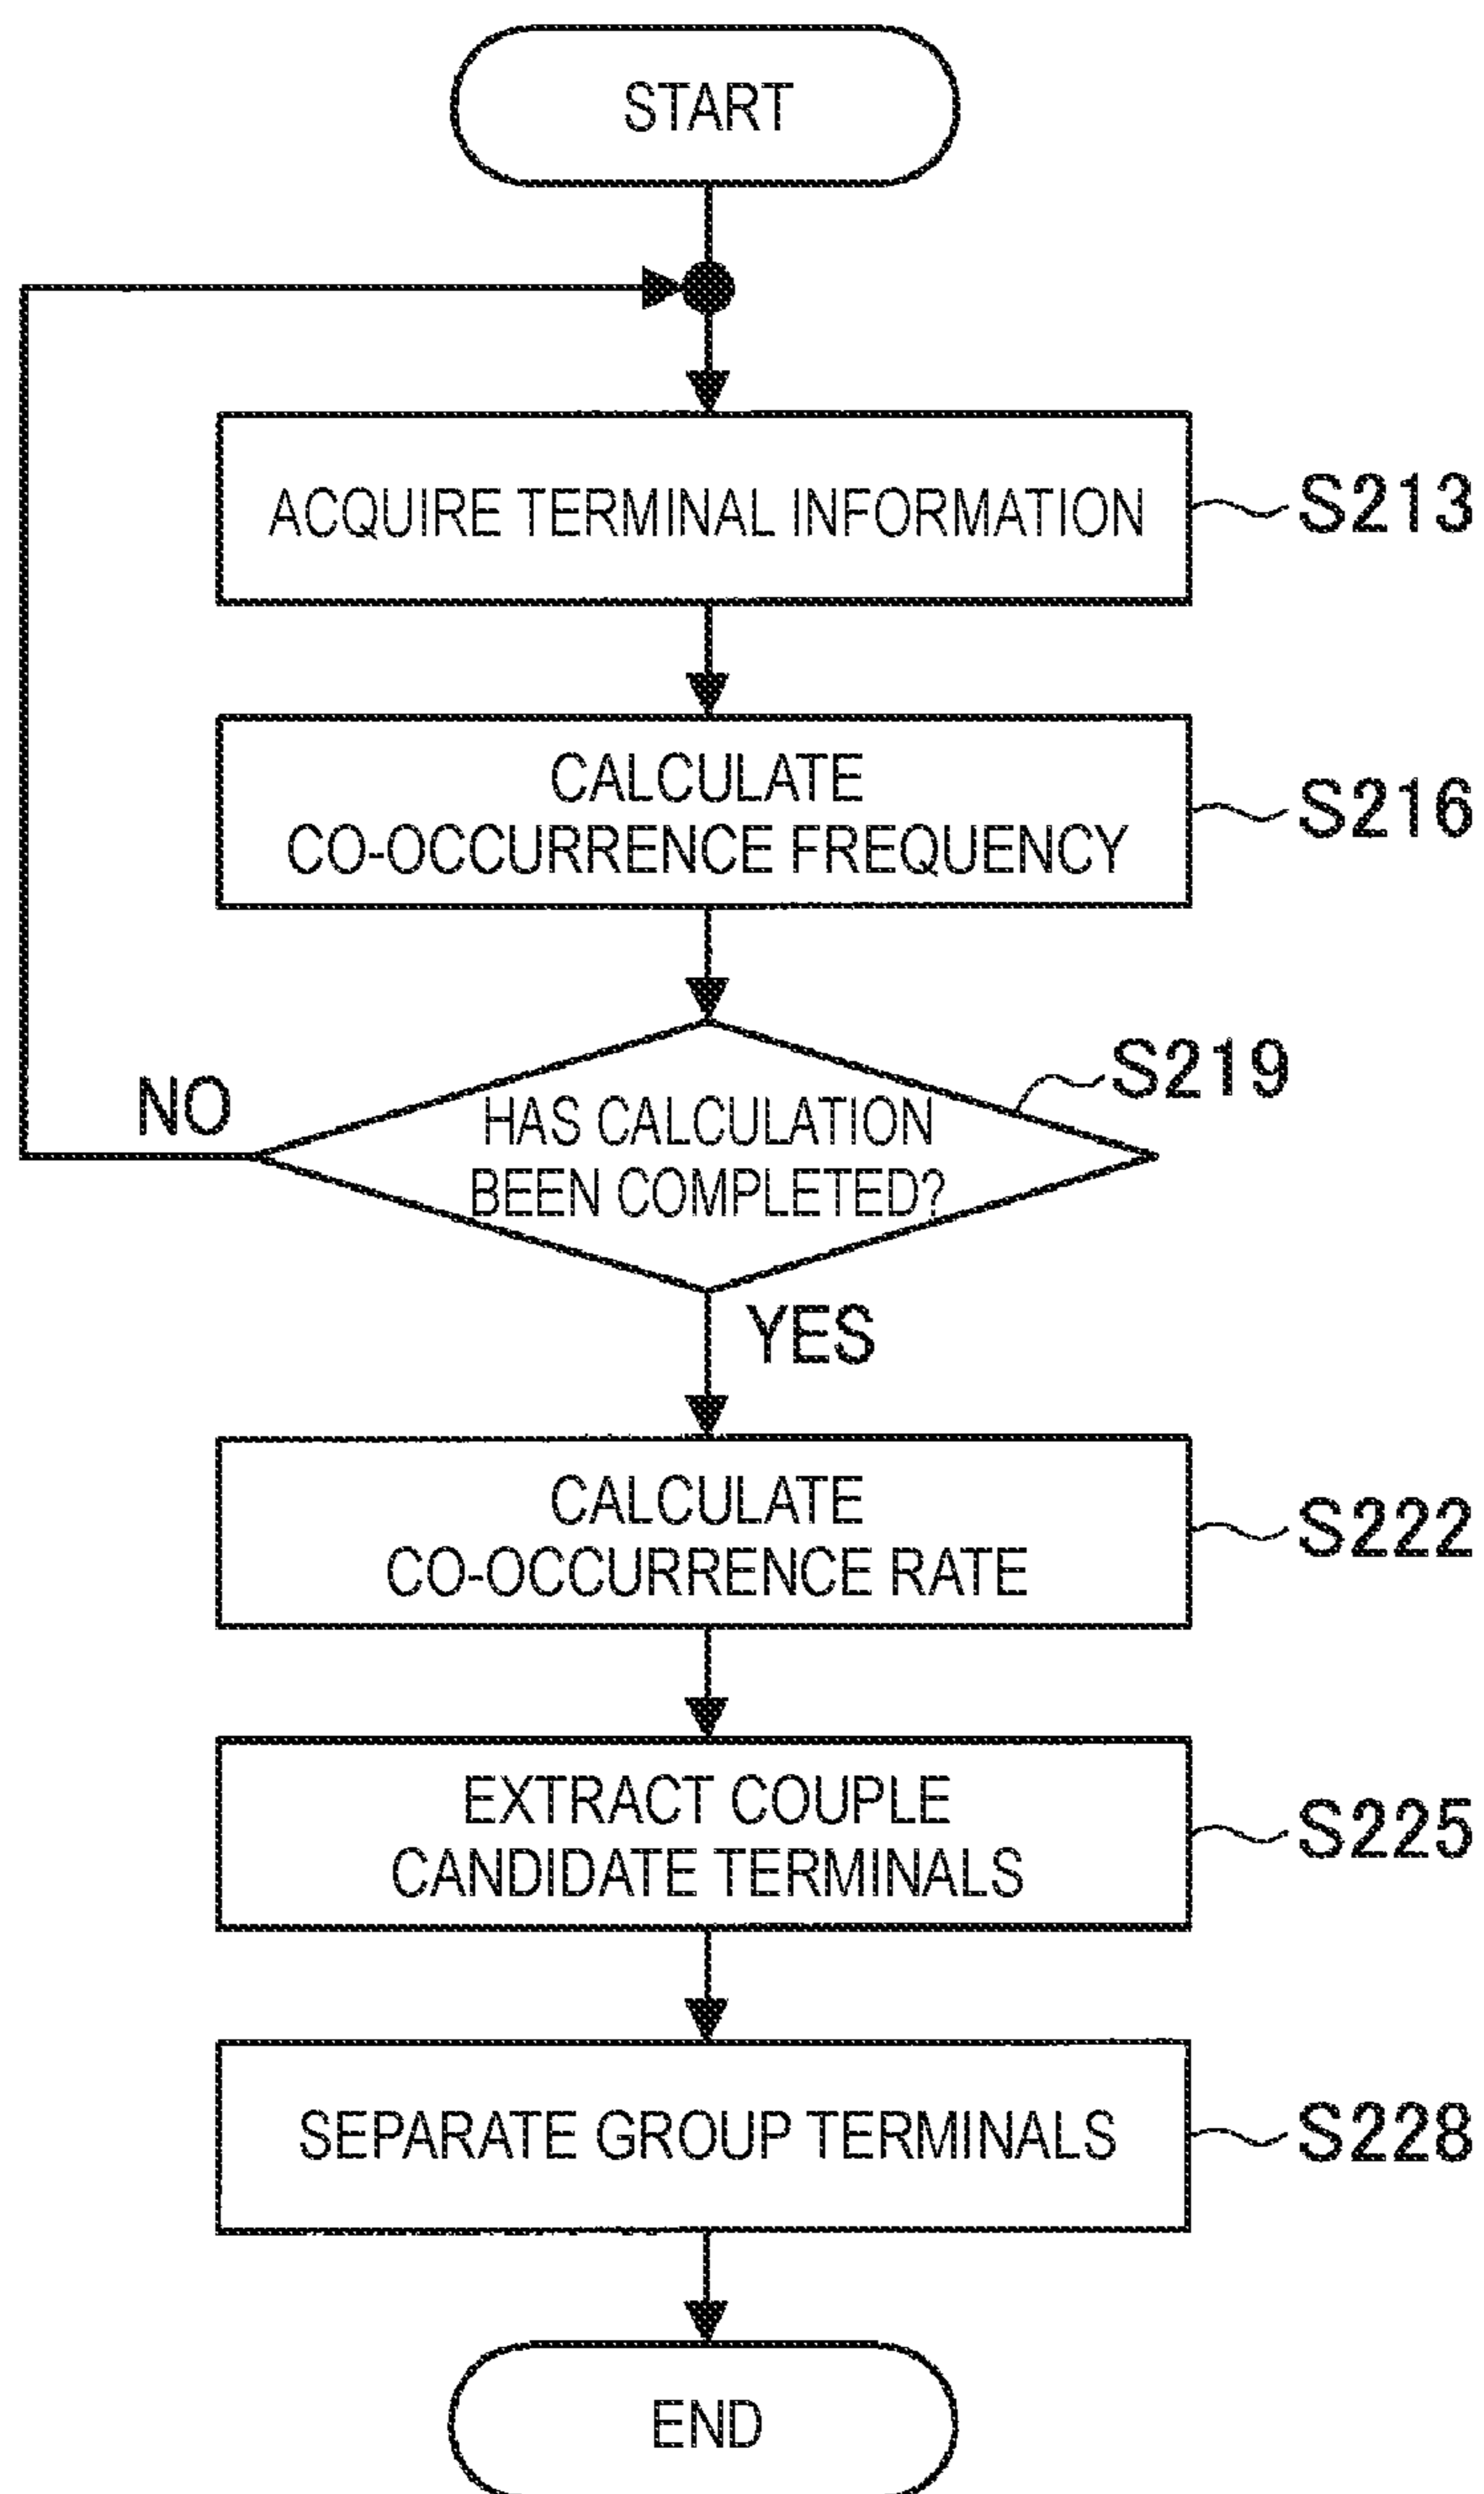 START
ACQUIRE TERMINAL INFORMATION
S213
CALCULATE
CO-OCCURRENCE FREQUENCY
S216
HAS CALCULATION
BEEN COMPLETED?
S219
NO
YES
CALCULATE
CO-OCCURRENCE RATE
S222
EXTRACT COUPLE
CANDIDATE TERMINALS
S225
SEPARATE GROUP TERMINALS
S228
END